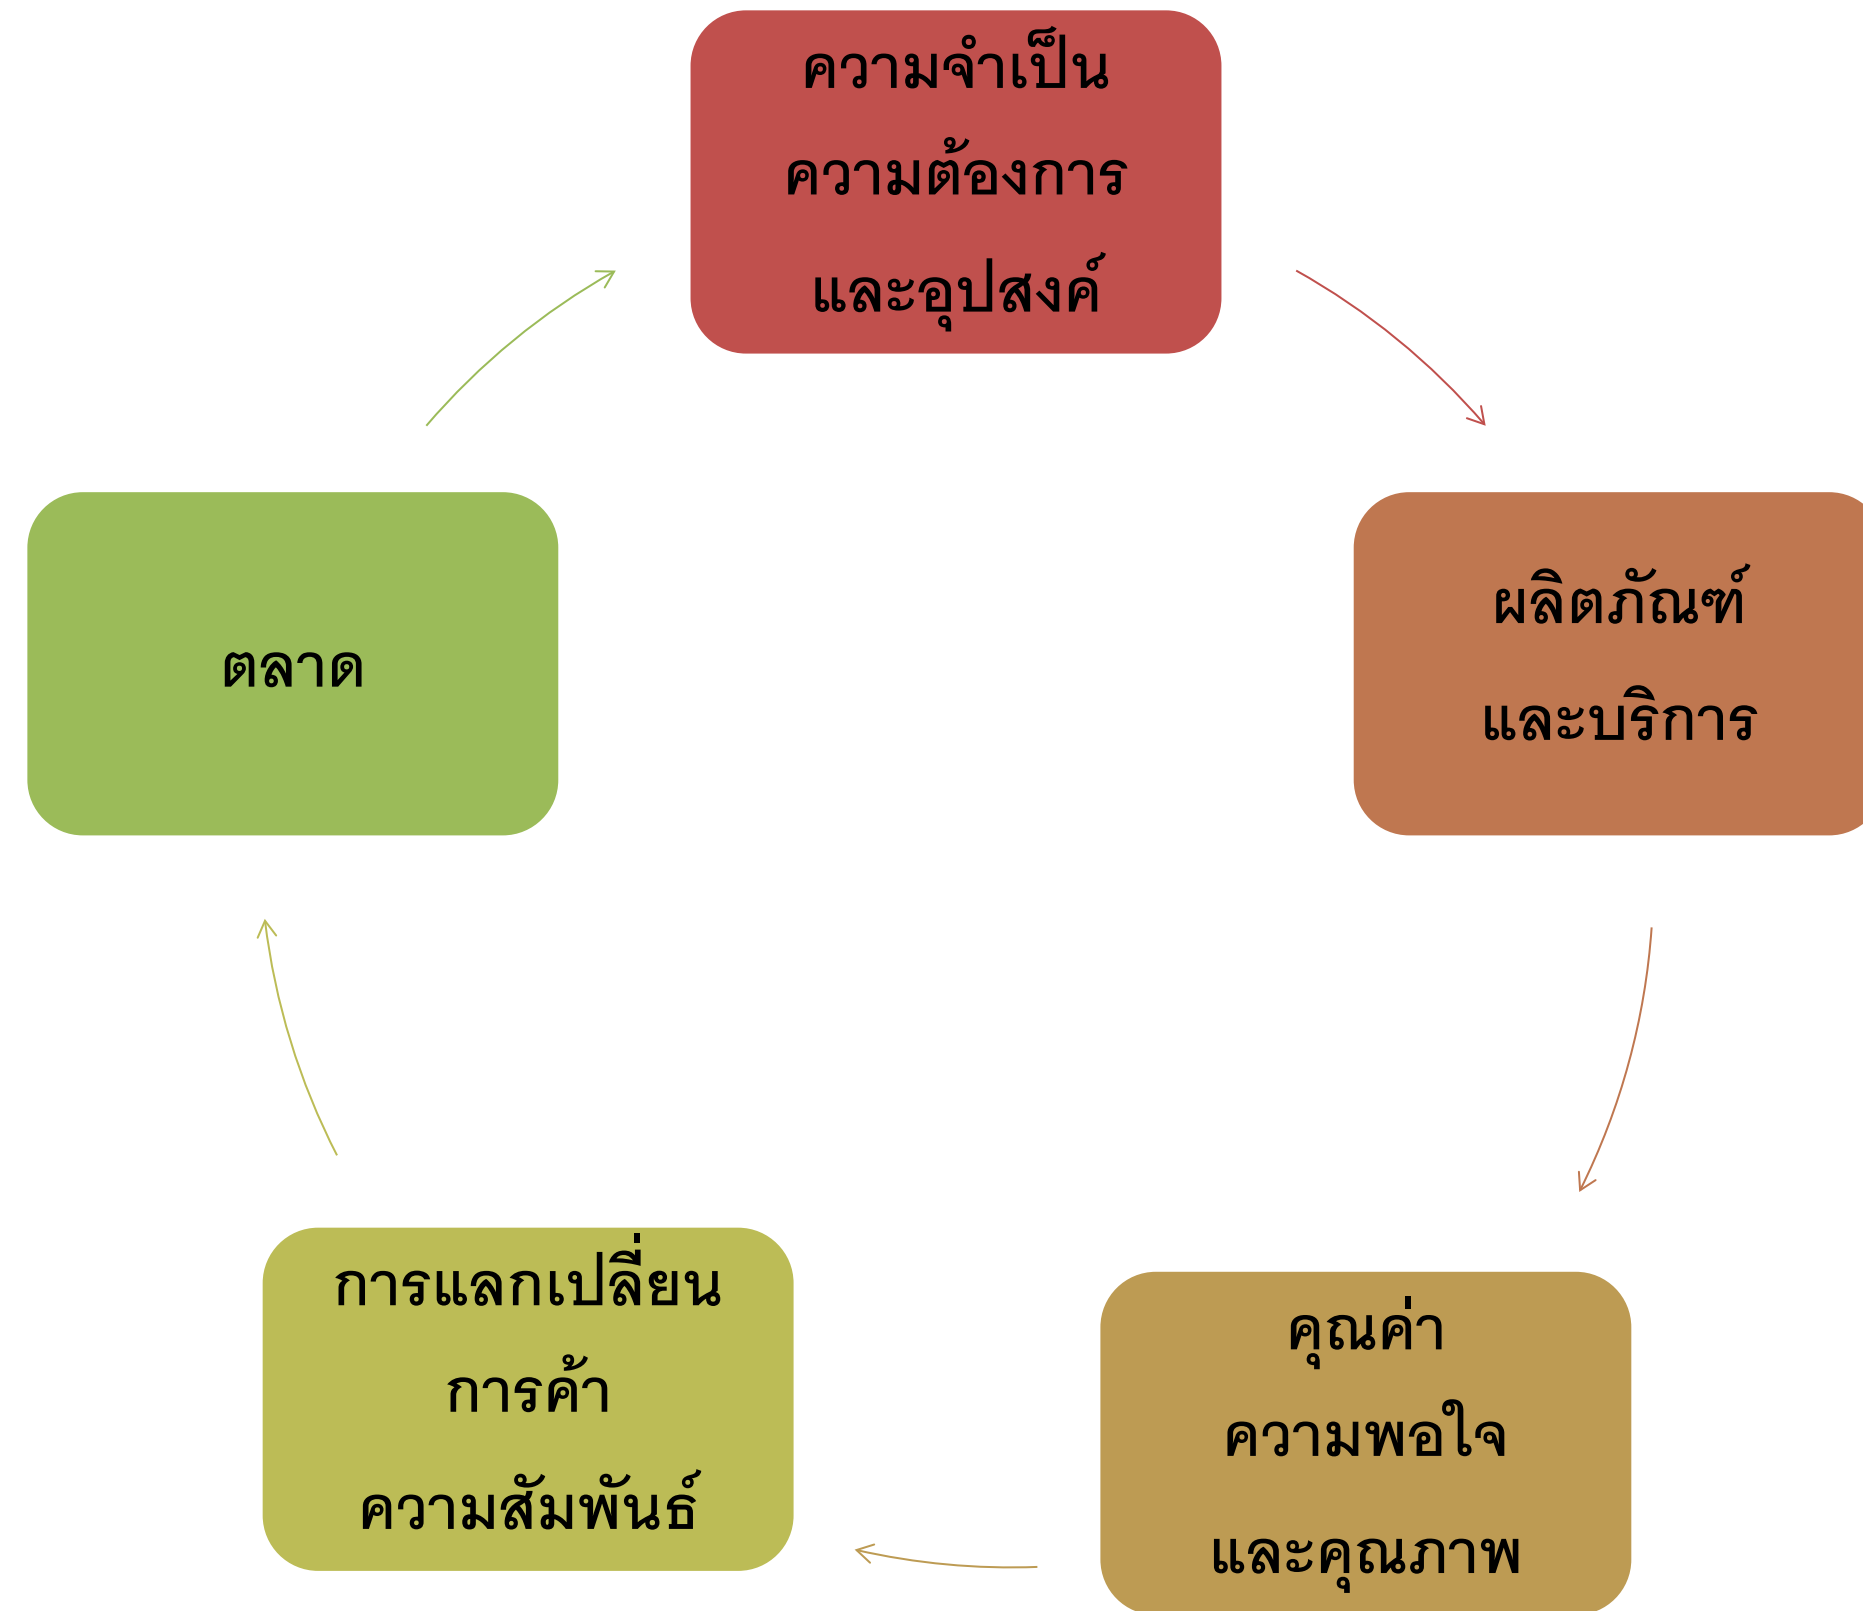 ความจำเป็น
ความต้องการ
และอุปสงค์
ผลิตภัณฑ์
และบริการ
คุณค่า
ความพอใจ
และคุณภาพ
การแลกเปลี่ยน
การค้า
ความสัมพันธ์
ตลาด